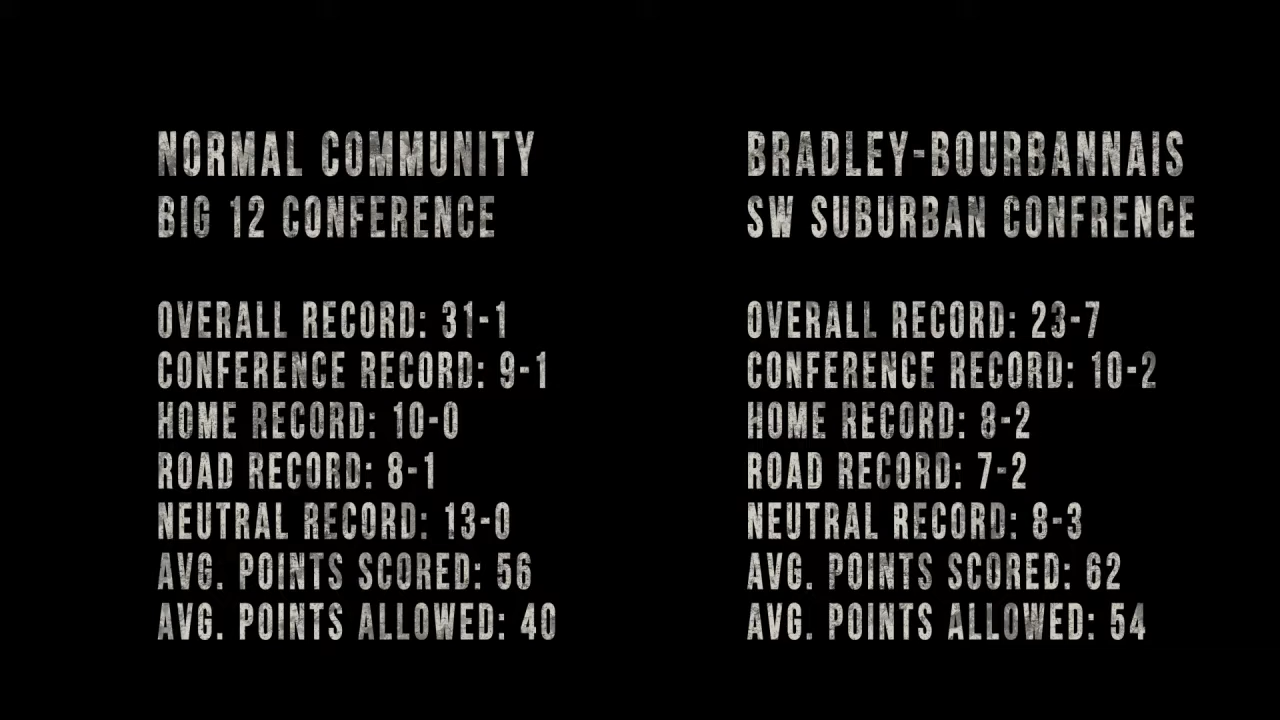 NORMAL COMMUNITY
BIG 12 CONFERENCE
OVERALL RECORD: 31-1
CONFERENCE RECORD: 9-1
HOME RECORD: 10-0
ROAD RECORD: 8-1
NEUTRAL RECORD: 13-0
AVG. POINTS SCORED: 56
AVG. POINTS ALLOWED: 40
BRADLEY-BOURBANNAIS
SW SUBURBAN CONFRENCE
OVERALL RECORD: 23-7
CONFERENCE RECORD: 10-2
HOME RECORD: 8-2
ROAD RECORD: 7-2
NEUTRAL RECORD: 8-3
AVG. POINTS SCORED: 62
AVG. POINTS ALLOWED: 54